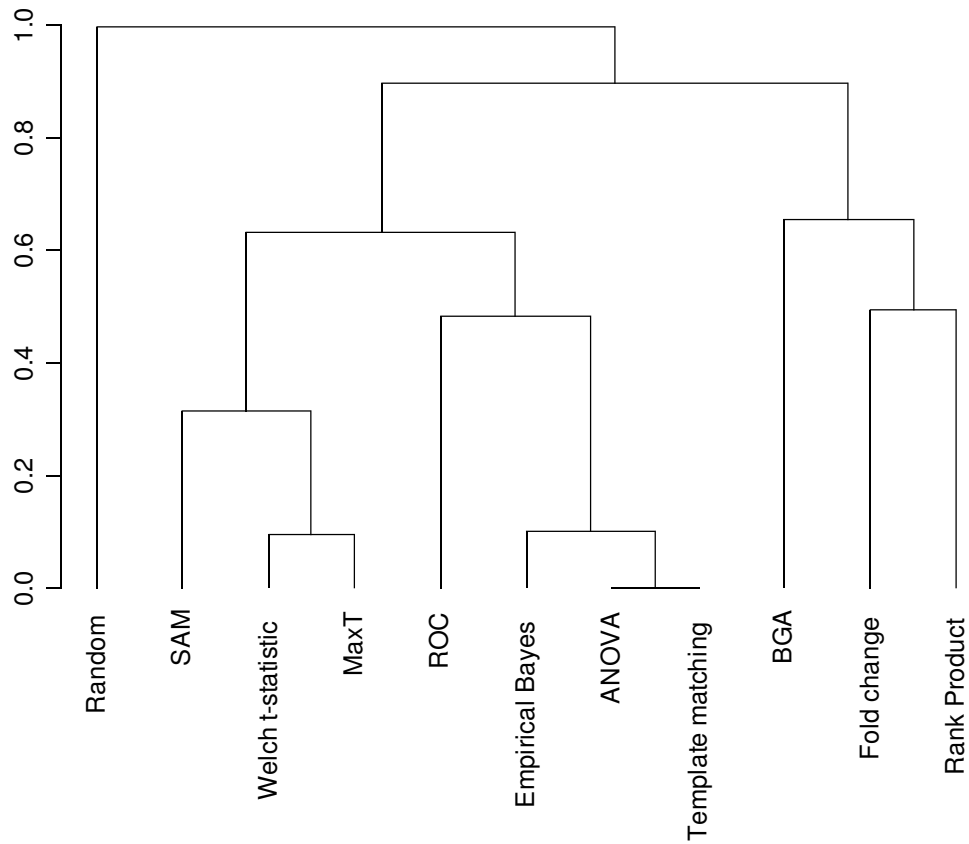 1.0
0.8
0.6
0.4
0.2
0.0
Random
SAM
Welch t-statistic
MaxT
ROC
Empirical Bayes
ANOVA
Template matching
BGA
Fold change
Rank Product